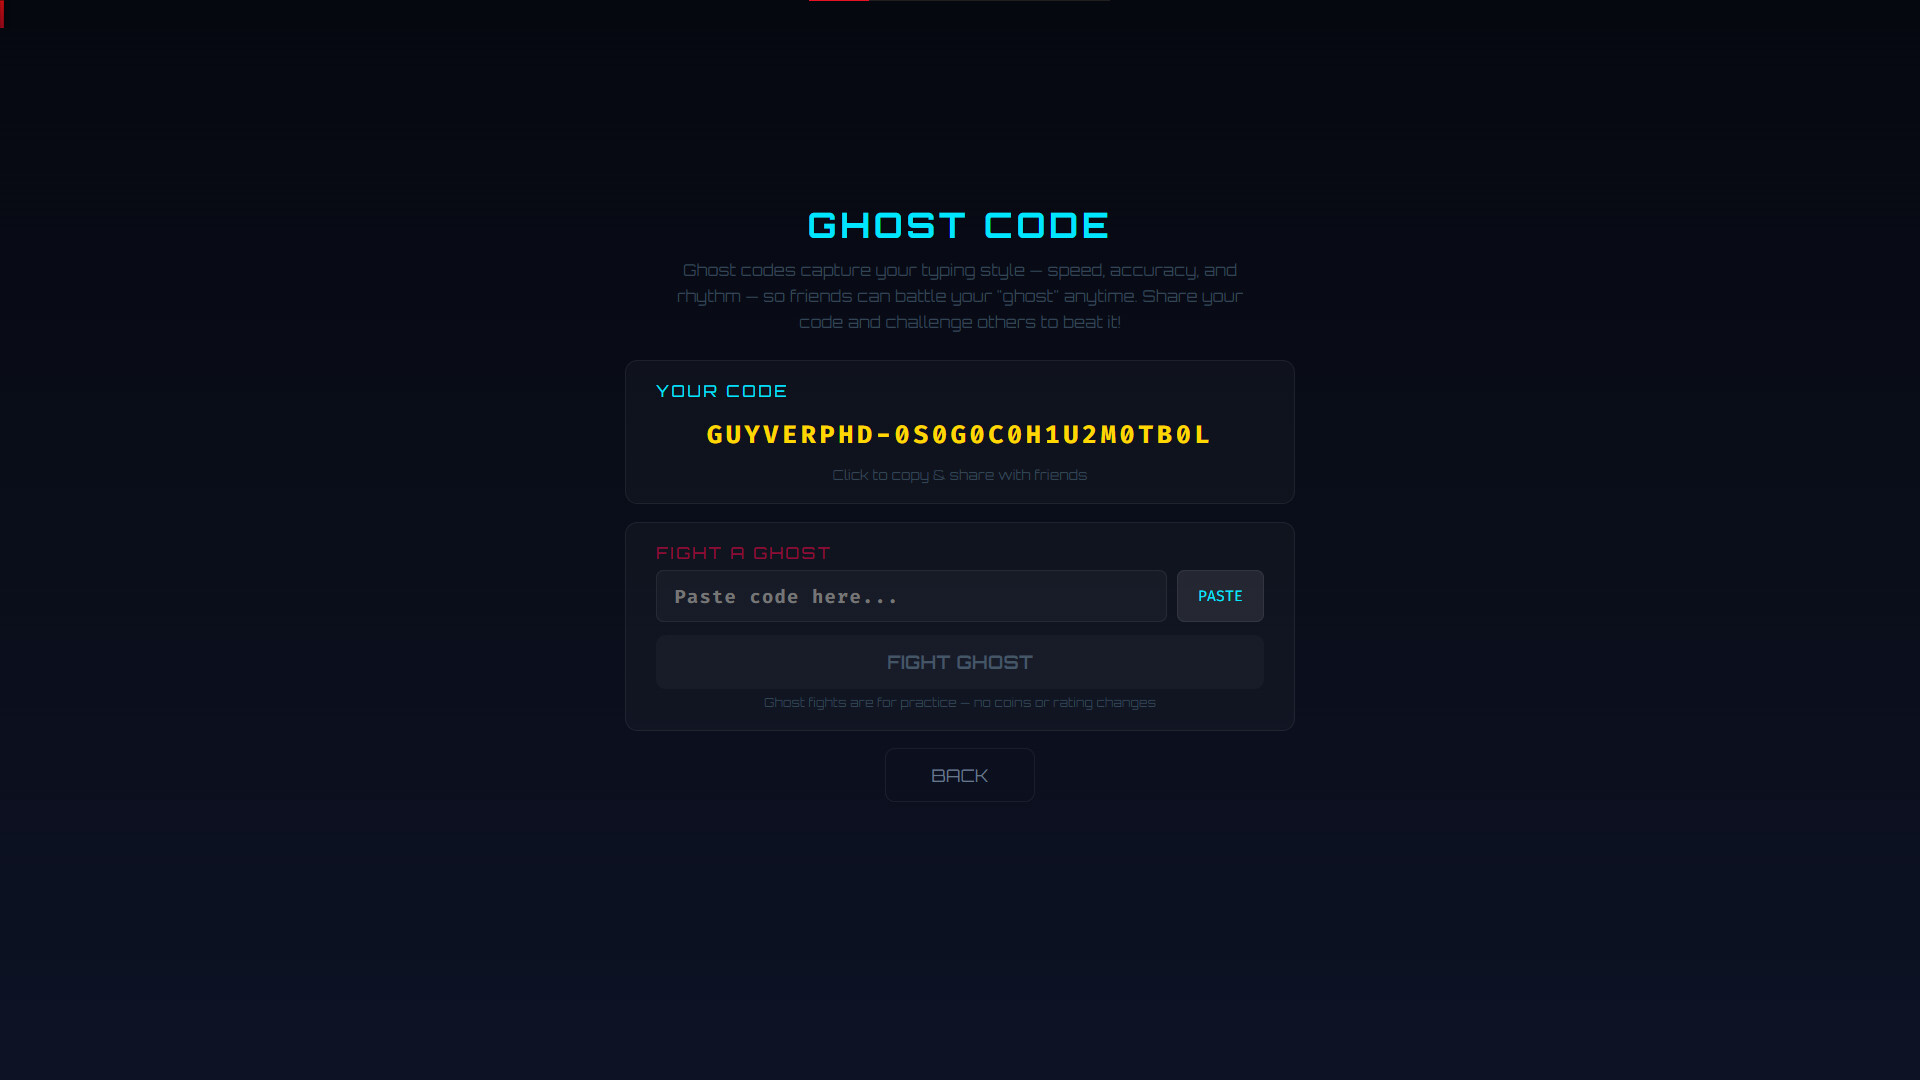 GHOST CODE
Ghost codes capture your typing style — speed, accuracy, and
rhythm — so friends can battle your "ghost" anytime. Share your
code and challenge others to beat it!
YOUR CODE
GUYVERPHD-0S0G0C0H1U2M0TB0L
Click to copy & share with friends
FIGHT A GHOST
Paste code here...
PASTE
FIGHT GHOST
Ghost fights are for practice — no coins or rating changes
BACK